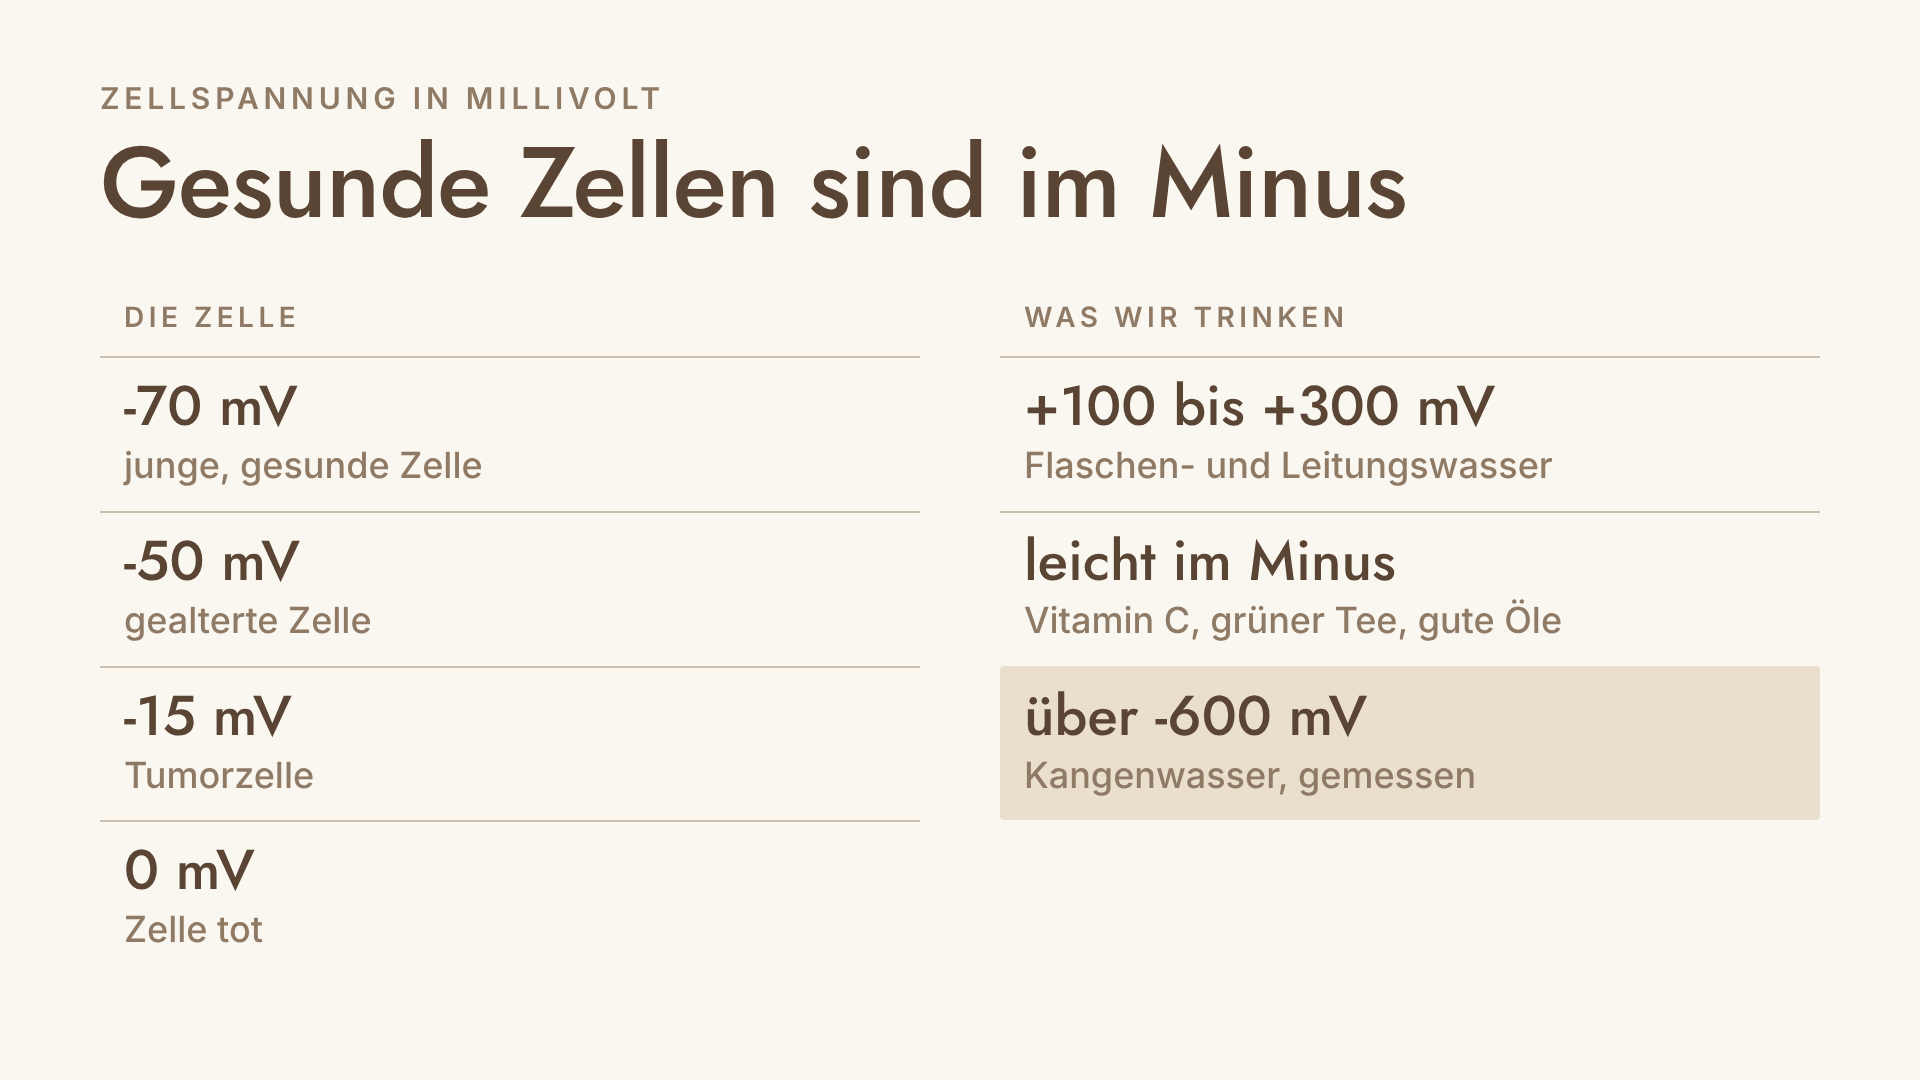 ZELLSPANNUNG IN MILLIVOLT
Gesunde Zellen sind im Minus
DIE ZELLE
-70 mV
junge, gesunde Zelle
-50 mV
gealterte Zelle
-15 mV
Tumorzelle
0 mV
Zelle tot
WAS WIR TRINKEN
+100 bis +300 mV
Flaschen- und Leitungswasser
leicht im Minus
Vitamin C, grüner Tee, gute Öle
über -600 mV
Kangenwasser, gemessen